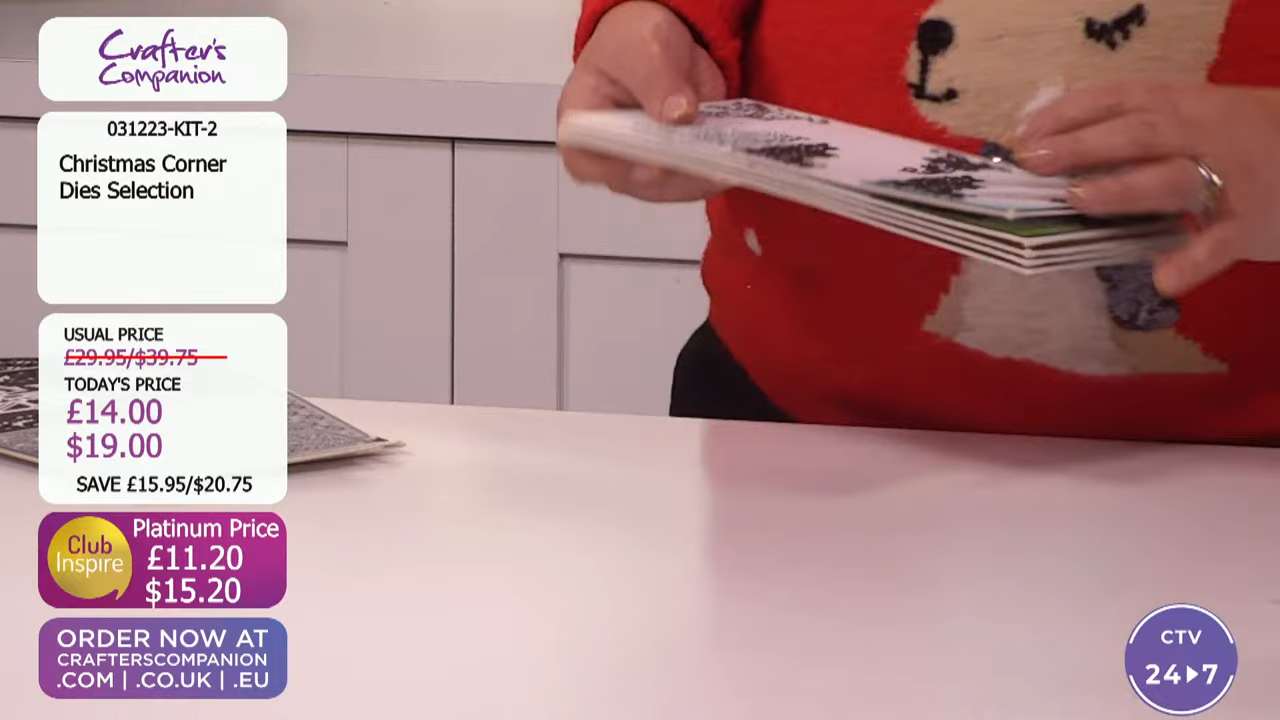 Crafter's
Companion
031223-KIT-2
Christmas Corner
Dies Selection
USUAL PRICE
£29.95/$39.75
TODAY'S PRICE
£14.00
$19.00
SAVE £15.95/$20.75
Club
Inspire
Platinum Price
£11.20
$15.20
ORDER NOW AT
CRAFTERSCOMPANION
.COM | .CO.UK | .EU
CTV
24▶7